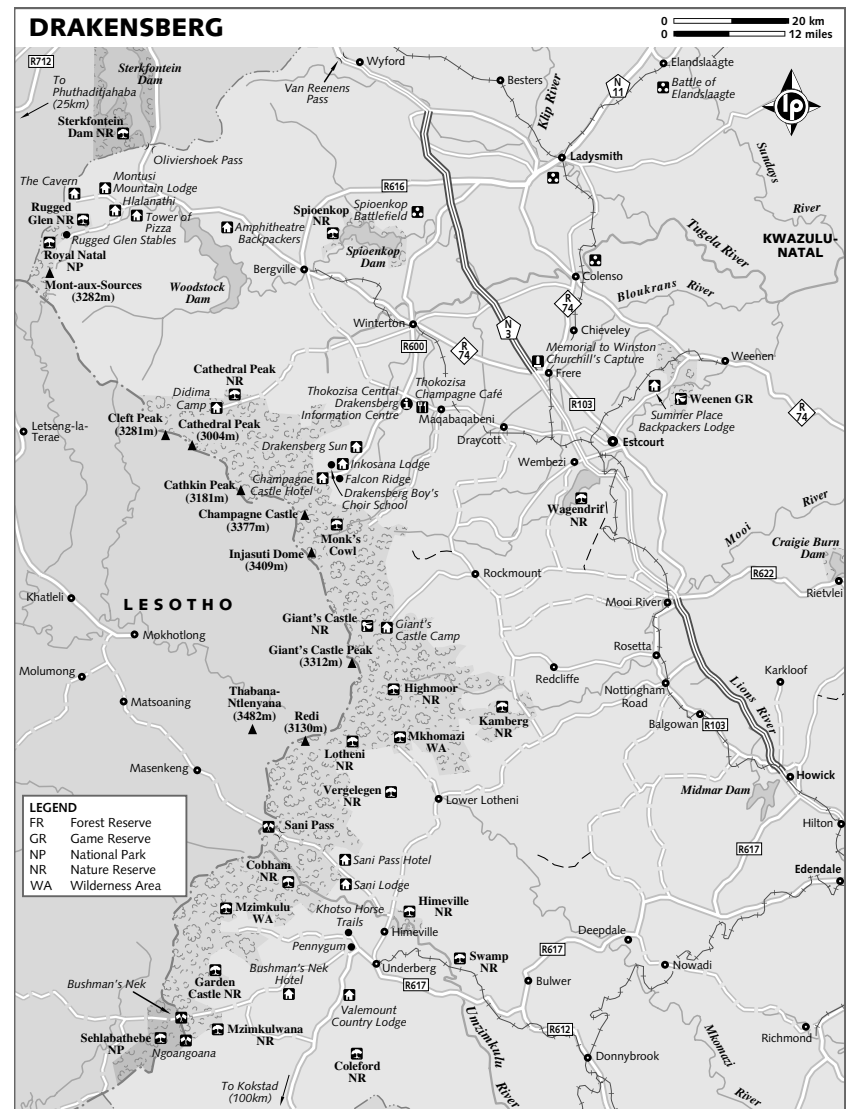 DRAKENSBERG
0 20 km
0 12 miles
R712
To
Phuthaditjahaba
(25km)
Sterkfontein
Dam
Sterkfontein
Dam NR
Wyford
Van Reenens
Pass
Besters
Klip River
N
11
Elandslaagte
Battle of
Elandslaagte
lp
Oliviershoek Pass
Ladysmith
Sundays
River
The Cavern
Montusi
Mountain Lodge
Hlalanathi
R616
Rugged
Glen NR
Tower of
Pizza
Rugged Glen Stables
Amphitheatre
Backpackers
Spioenkop
NR
Spioenkop
Battlefield
Spioenkop
Dam
Tugela River
KWAZULU-
NATAL
Royal Natal
NP
Mont-aux-Sources
(3282m)
Woodstock
Dam
Bergville
Colenso
Bloukrans River
R
74
Winterton
N
3
Chieveley
R600
R
74
Memorial to Winston
Churchill's Capture
Frere
Weenen
Cathedral Peak
NR
Didima
Camp
Thokozisa Central
Drakensberg
Information Centre
Thokozisa
Champagne Café
Maqabaqabeni
R103
Weenen GR
Summer Place
Backpackers Lodge
R
74
Letseng-la-
Terae
Cleft Peak
(3281m)
Cathedral Peak
(3004m)
Draycott
Estcourt
Drakensberg Sun
Inkosana Lodge
Wembezi
Cathkin Peak
(3181m)
Champagne
Castle Hotel
Falcon Ridge
Drakensberg Boy's
Choir School
Wagendrif
NR
Mooi River
Champagne Castle
(3377m)
Monk's
Cowl
Craigie Burn
Dam
Injasuti Dome
(3409m)
Rockmount
R622
Rietvlei
Khatleli
LESOTHO
Mokhotlong
Giant's Castle
NR
Giant's
Castle Camp
Mooi River
Giant's Castle Peak
(3312m)
Rosetta
Molumong
Redcliffe
Karkloof
Matsoaning
Thabana-
Ntlenyana
(3482m)
Highmoor
NR
Nottingham
Road
Lions River
Redi
(3130m)
Kamberg
NR
Balgowan
R103
Mkhomazi
WA
Lotheni
NR
Masenkeng
Howick
Vergelegen
NR
Lower Lotheni
Midmar Dam
LEGEND
FR Forest Reserve
GR Game Reserve
NP National Park
NR Nature Reserve
WA Wilderness Area
Sani Pass
Hilton
R617
Sani Pass Hotel
Cobham
NR
Sani Lodge
Edendale
Mzimkulu
WA
Khotso Horse
Trails
Himeville
NR
Himeville
Pennygum
Deepdale
R617
Swamp
NR
Underberg
Nowadi
Garden
Castle NR
Bushman's Nek
Hotel
R617
Bulwer
Bushman's Nek
Valemount
Country Lodge
Umzimkulu
River
R612
Mkomazi
River
Richmond
Sehlabathebe
NP
Ngoangoana
Mzimkulwana
NR
Coleford
NR
Donnybrook
To Kokstad
(100km)